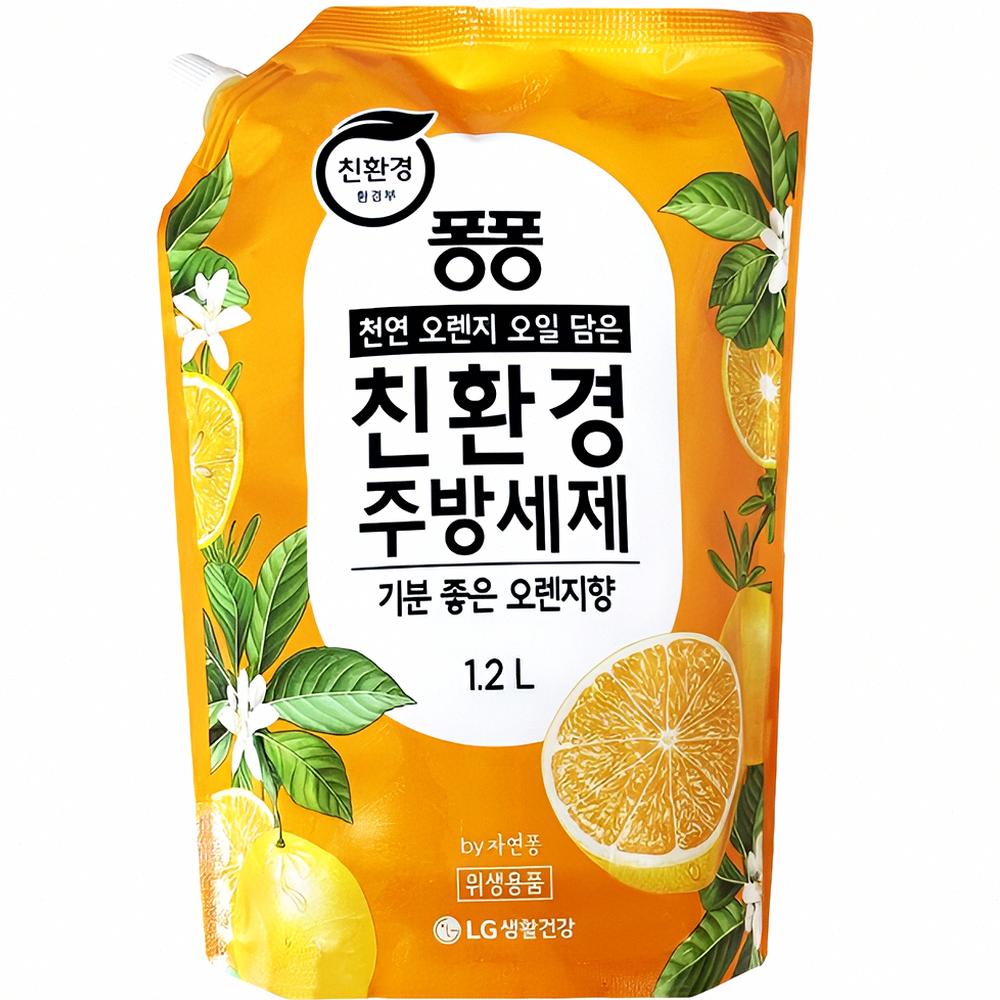 친환경
환경부
퐁퐁
천연 오렌지 오일 담은
친환경
주방세제
기분 좋은 오렌지향
1.2 L
by 자연퐁
위생용품
LG 생활건강